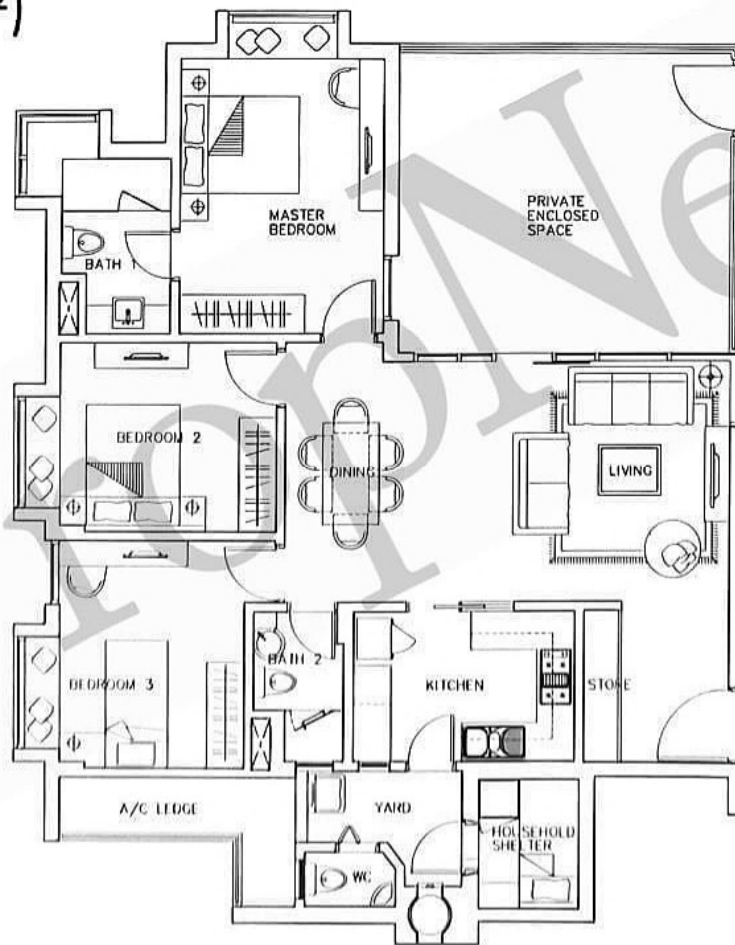 MASTER
BEDROOM
PRIVATE
ENCLOSED
SPACE
BATH 1
BEDROOM 2
DINING
LIVING
BEDROOM 3
BATH 2
KITCHEN
STORE
A/C LEDGE
YARD
HOUSEHOLD
SHELTER
WC